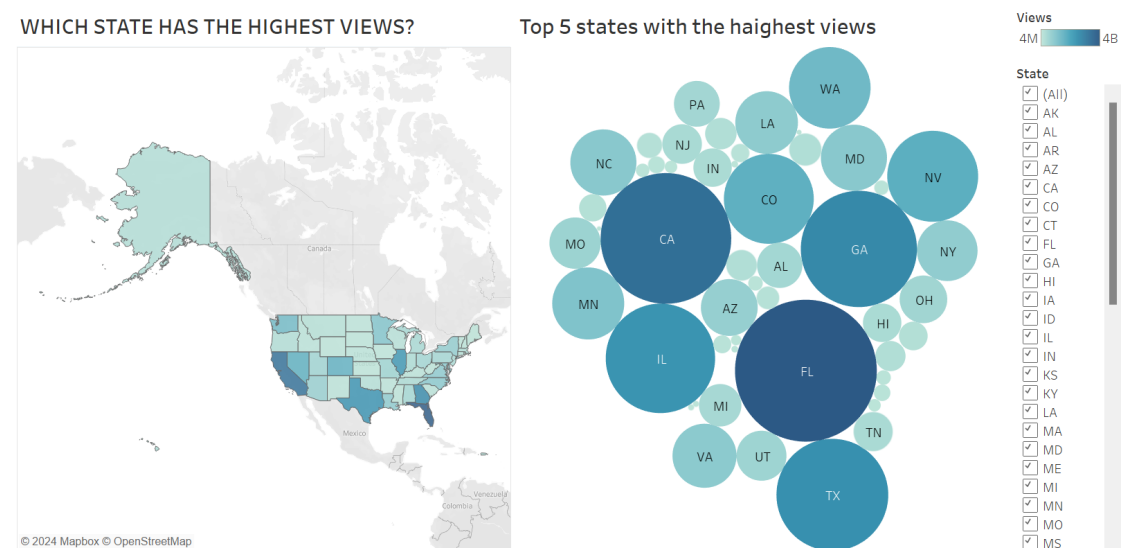 WHICH STATE HAS THE HIGHEST VIEWS?
Canada
Mexico
Venezuela
Colombia
© 2024 Mapbox © OpenStreetMap
Top 5 states with the haighest views
WA
PA
LA
NJ
NC
IN
MD
NV
CO
CA
GA
MO
NY
AL
MN
AZ
OH
HI
IL
FL
MI
TN
VA
UT
TX
Views
4M 4B
State
(All)
AK
AL
AR
AZ
CA
CO
CT
FL
GA
HI
IA
ID
IL
IN
KS
KY
LA
MA
MD
ME
MI
MN
MO
MS